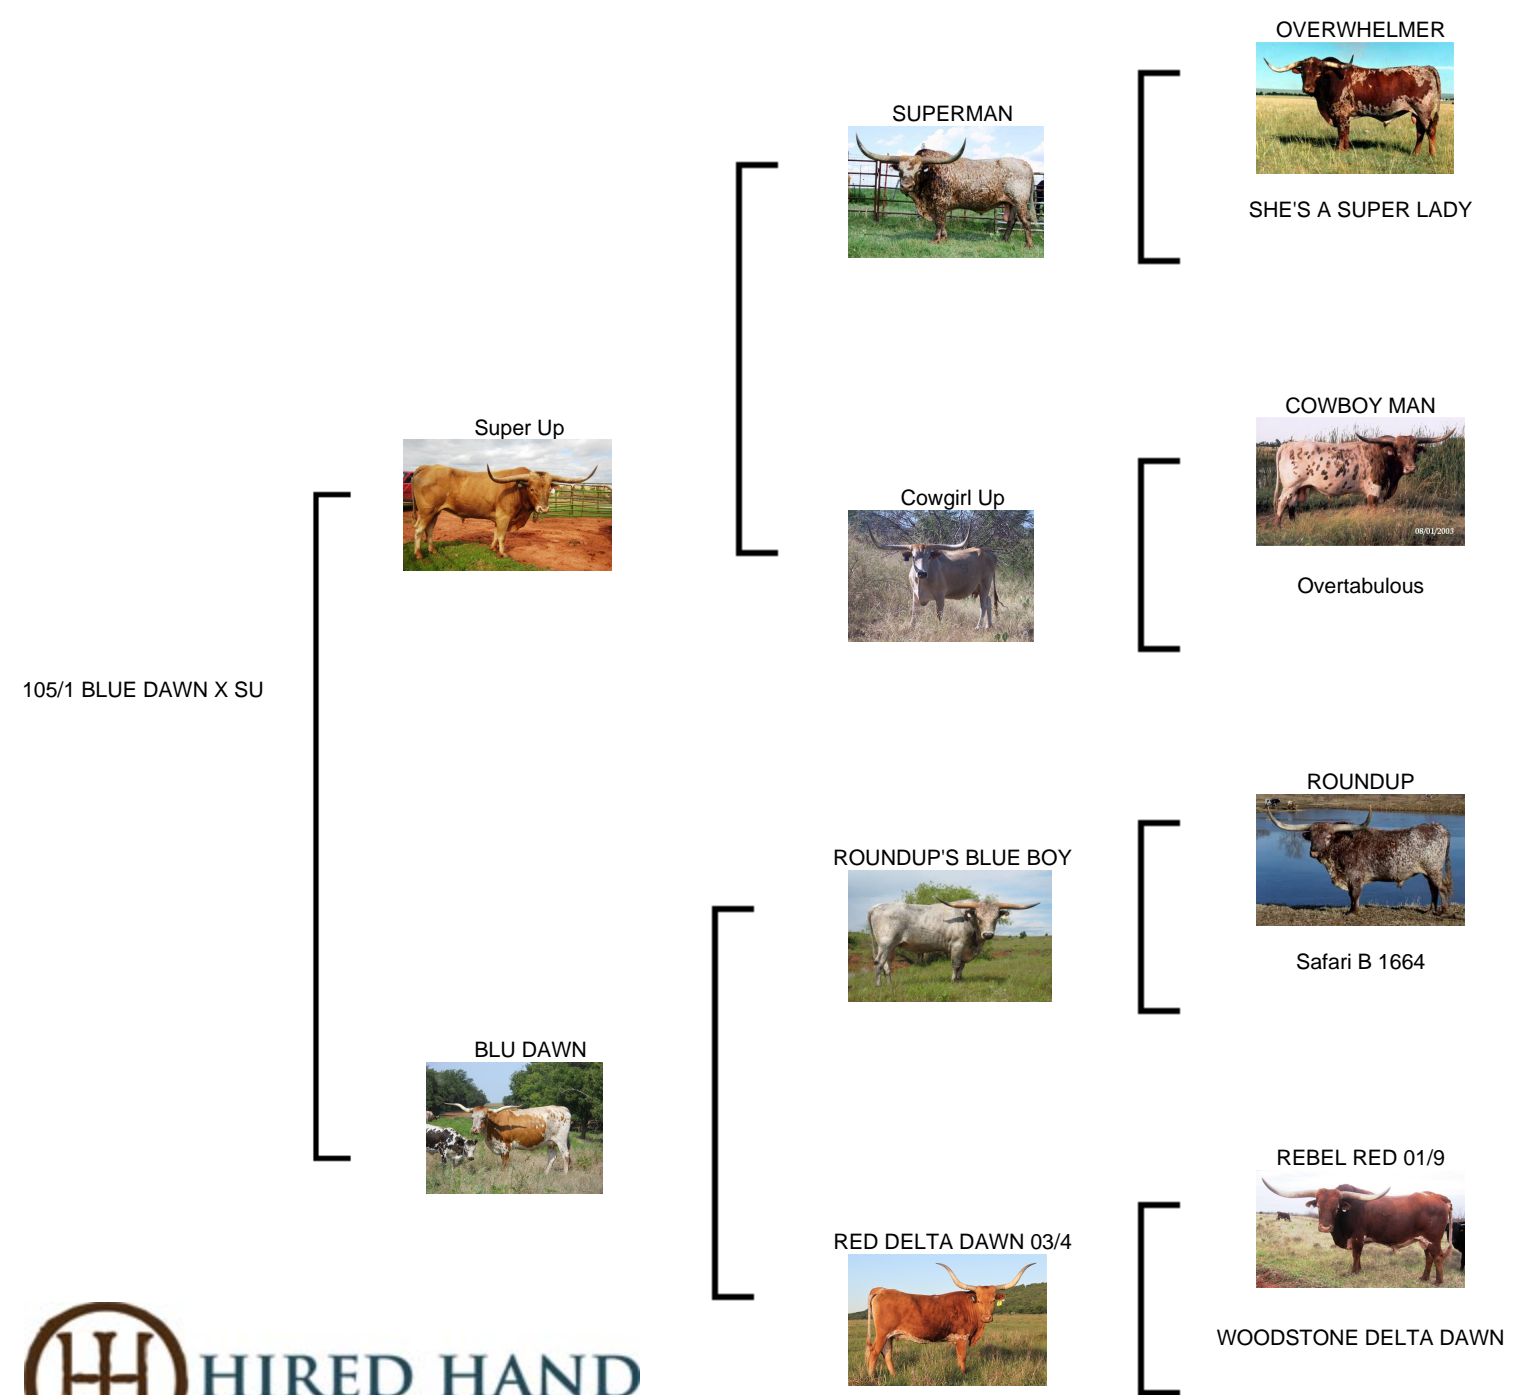 OVERWHELMER
SUPERMAN
SHE'S A SUPER LADY
COWBOY MAN
Super Up
Cowgirl Up
08/01/2003
Overtabulous
105/1 BLUE DAWN X SU
ROUNDUP
ROUNDUP'S BLUE BOY
Safari B 1664
BLU DAWN
REBEL RED 01/9
RED DELTA DAWN 03/4
WOODSTONE DELTA DAWN
HIRED HAND